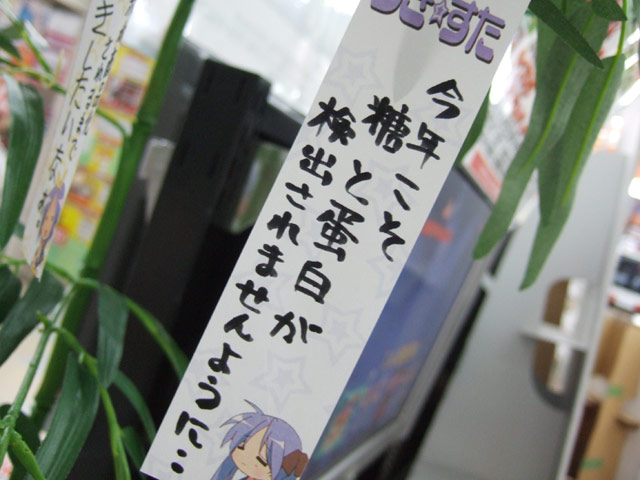 らき☆すた
今年こそ
糖と蛋白が
検出されませんように‥